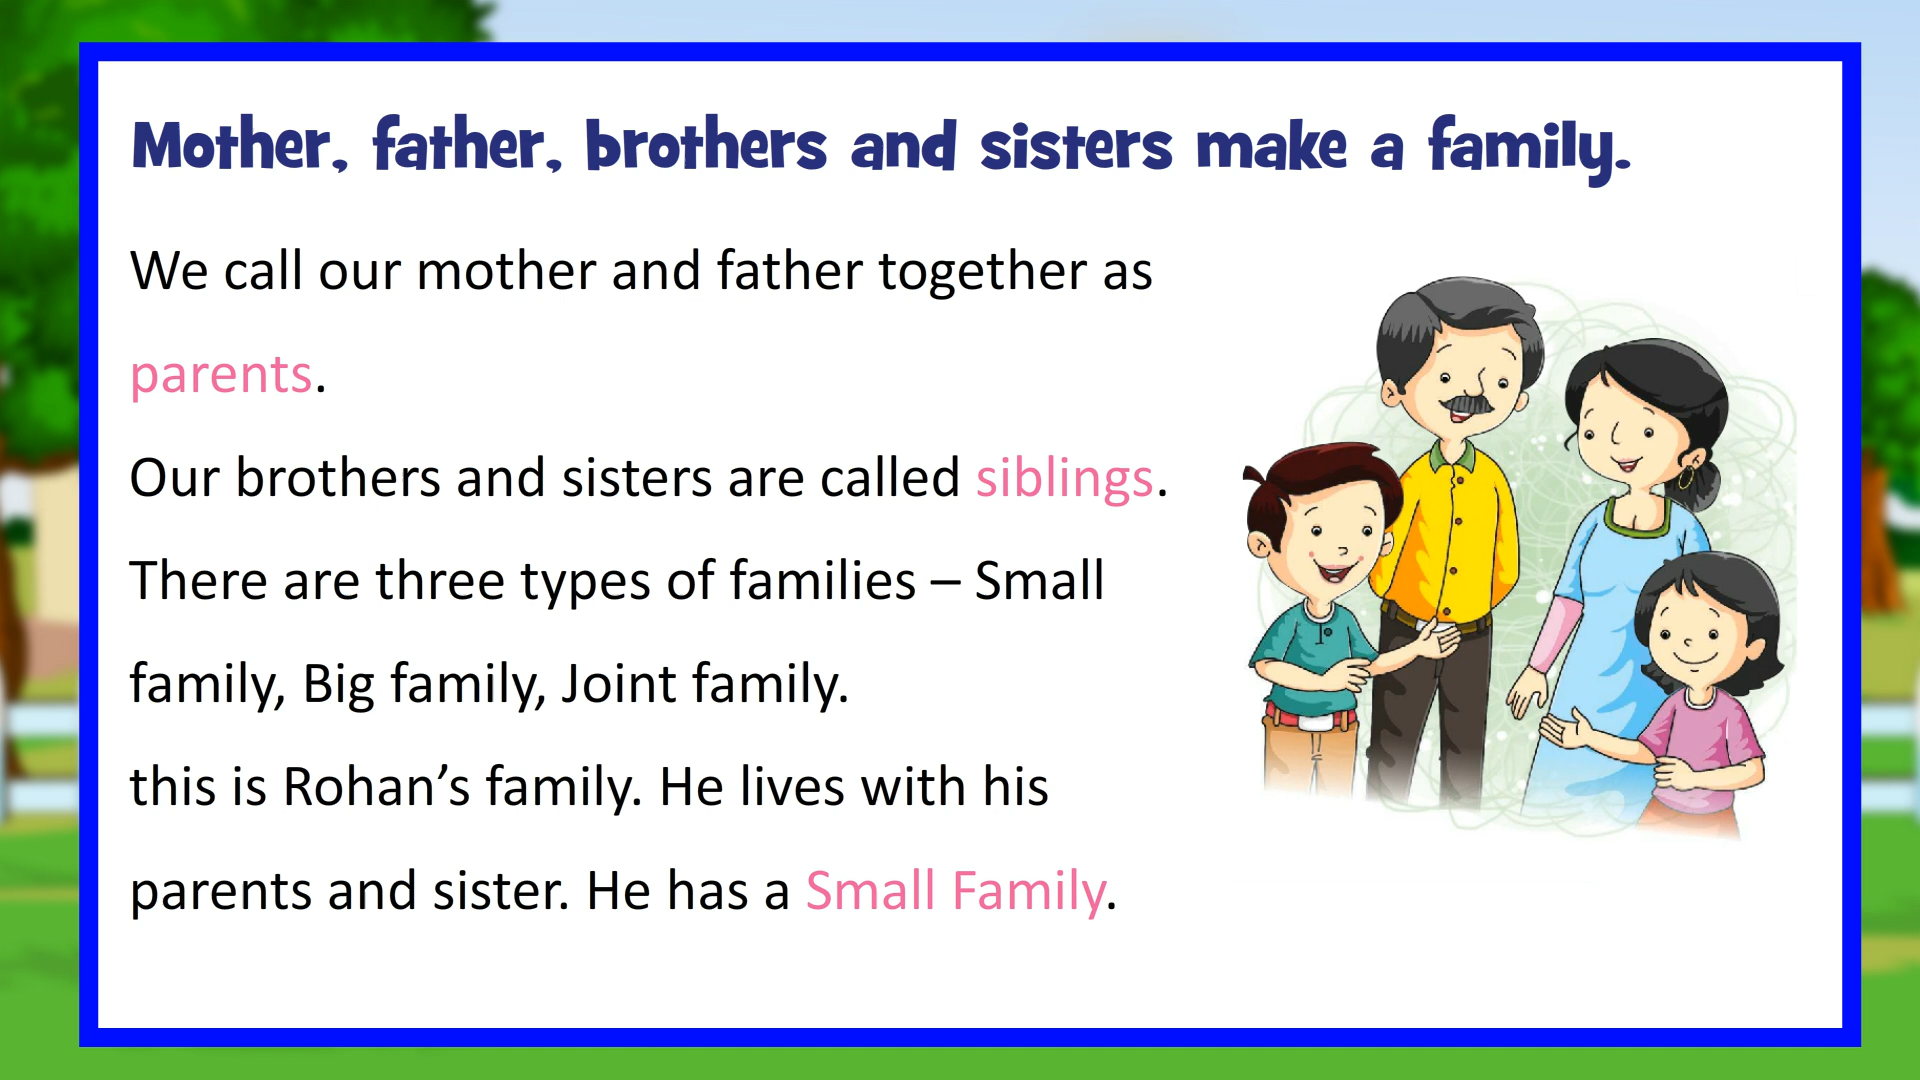 Mother, father, brothers and sisters make a family.
We call our mother and father together as
parents.
Our brothers and sisters are called siblings.
There are three types of families – Small
family, Big family, Joint family.
this is Rohan’s family. He lives with his
parents and sister. He has a Small Family.